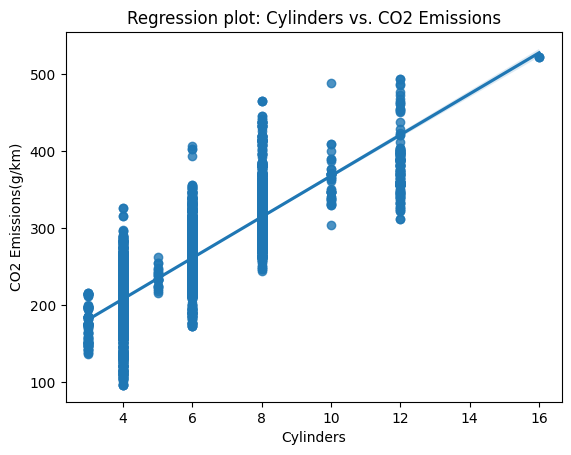 Regression plot: Cylinders vs. CO2 Emissions
CO2 Emissions(g/km)
500
400
300
200
100
4 6 8 10 12 14 16
Cylinders